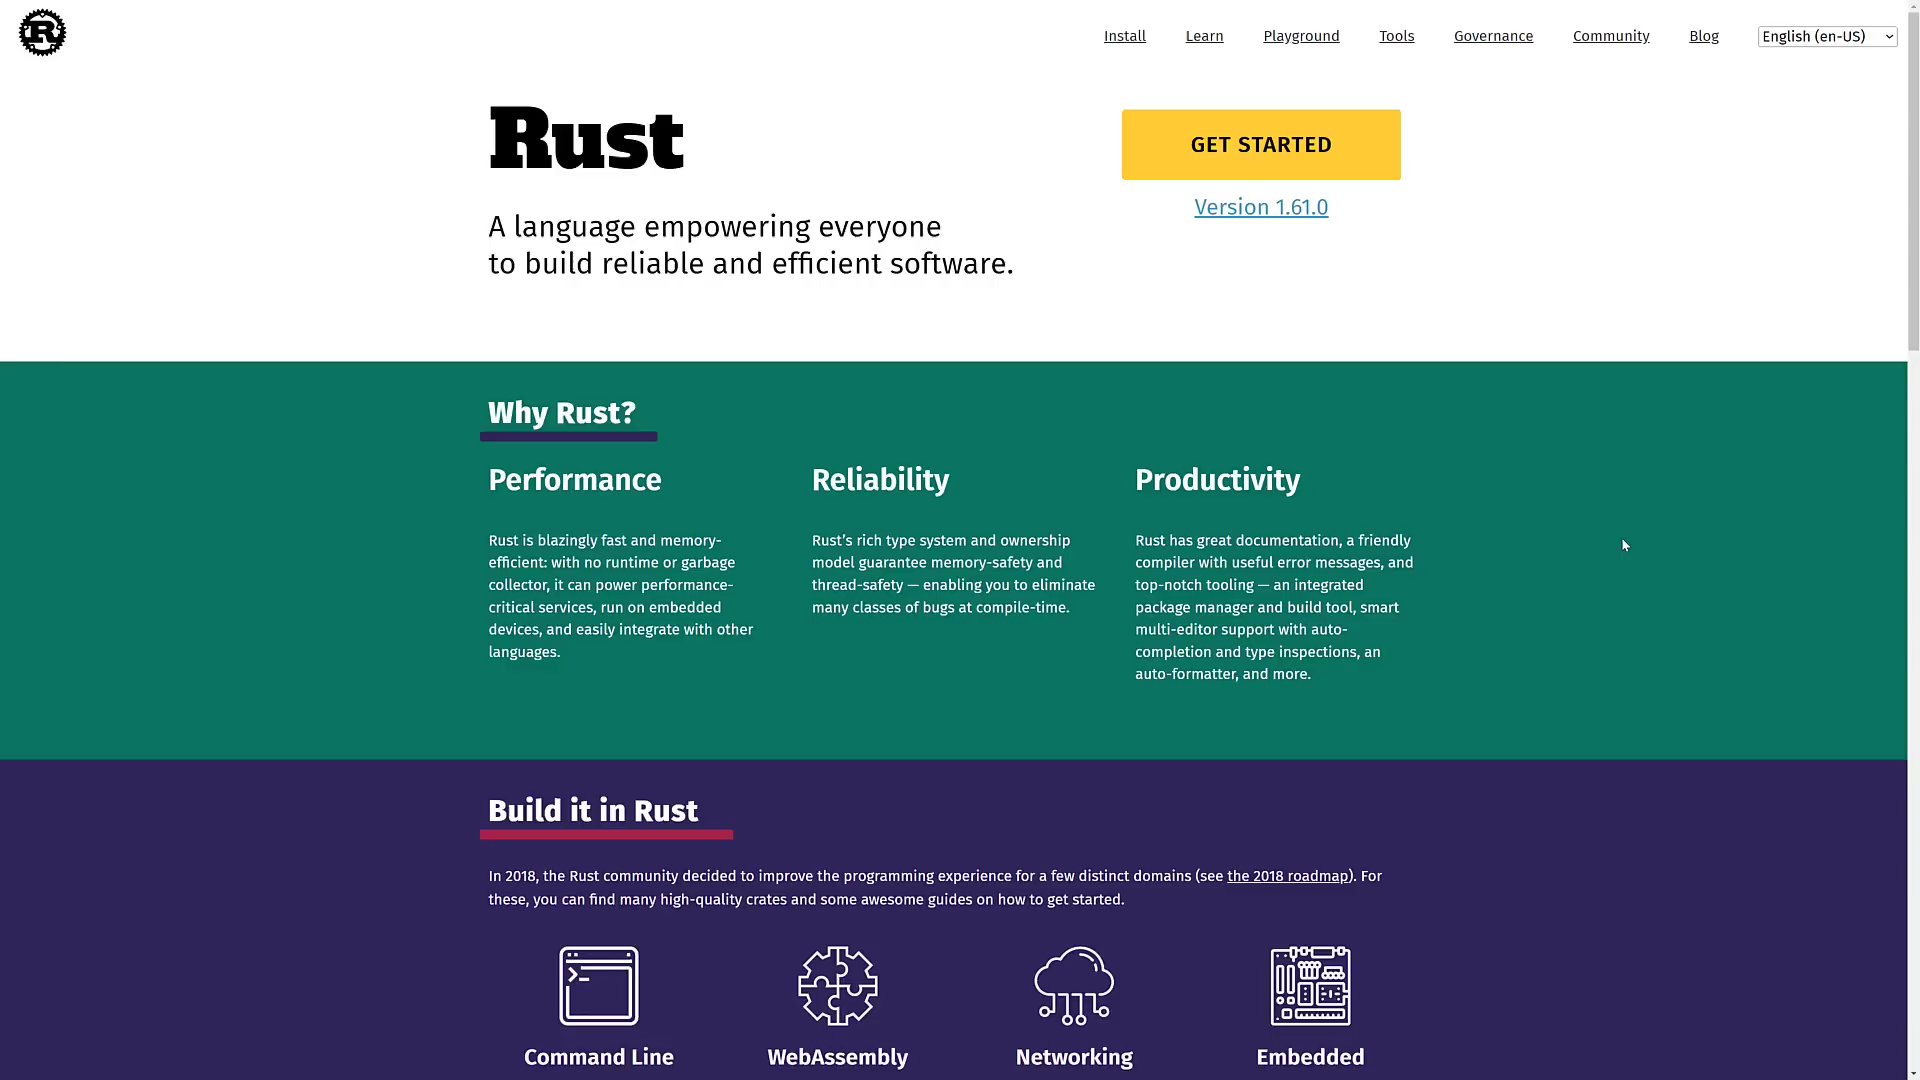 R
Install
Learn
Playground
Tools
Governance
Community
Blog
English (en-US)
Rust
GET STARTED
Version 1.61.0
A language empowering everyone
to build reliable and efficient software.
Why Rust?
Performance
Rust is blazingly fast and memory-
efficient: with no runtime or garbage
collector, it can power performance-
critical services, run on embedded
devices, and easily integrate with other
languages.
Reliability
Rust’s rich type system and ownership
model guarantee memory-safety and
thread-safety — enabling you to eliminate
many classes of bugs at compile-time.
Productivity
Rust has great documentation, a friendly
compiler with useful error messages, and
top-notch tooling — an integrated
package manager and build tool, smart
multi-editor support with auto-
completion and type inspections, an
auto-formatter, and more.
Build it in Rust
In 2018, the Rust community decided to improve the programming experience for a few distinct domains (see the 2018 roadmap). For
these, you can find many high-quality crates and some awesome guides on how to get started.
Command Line
WebAssembly
Networking
Embedded